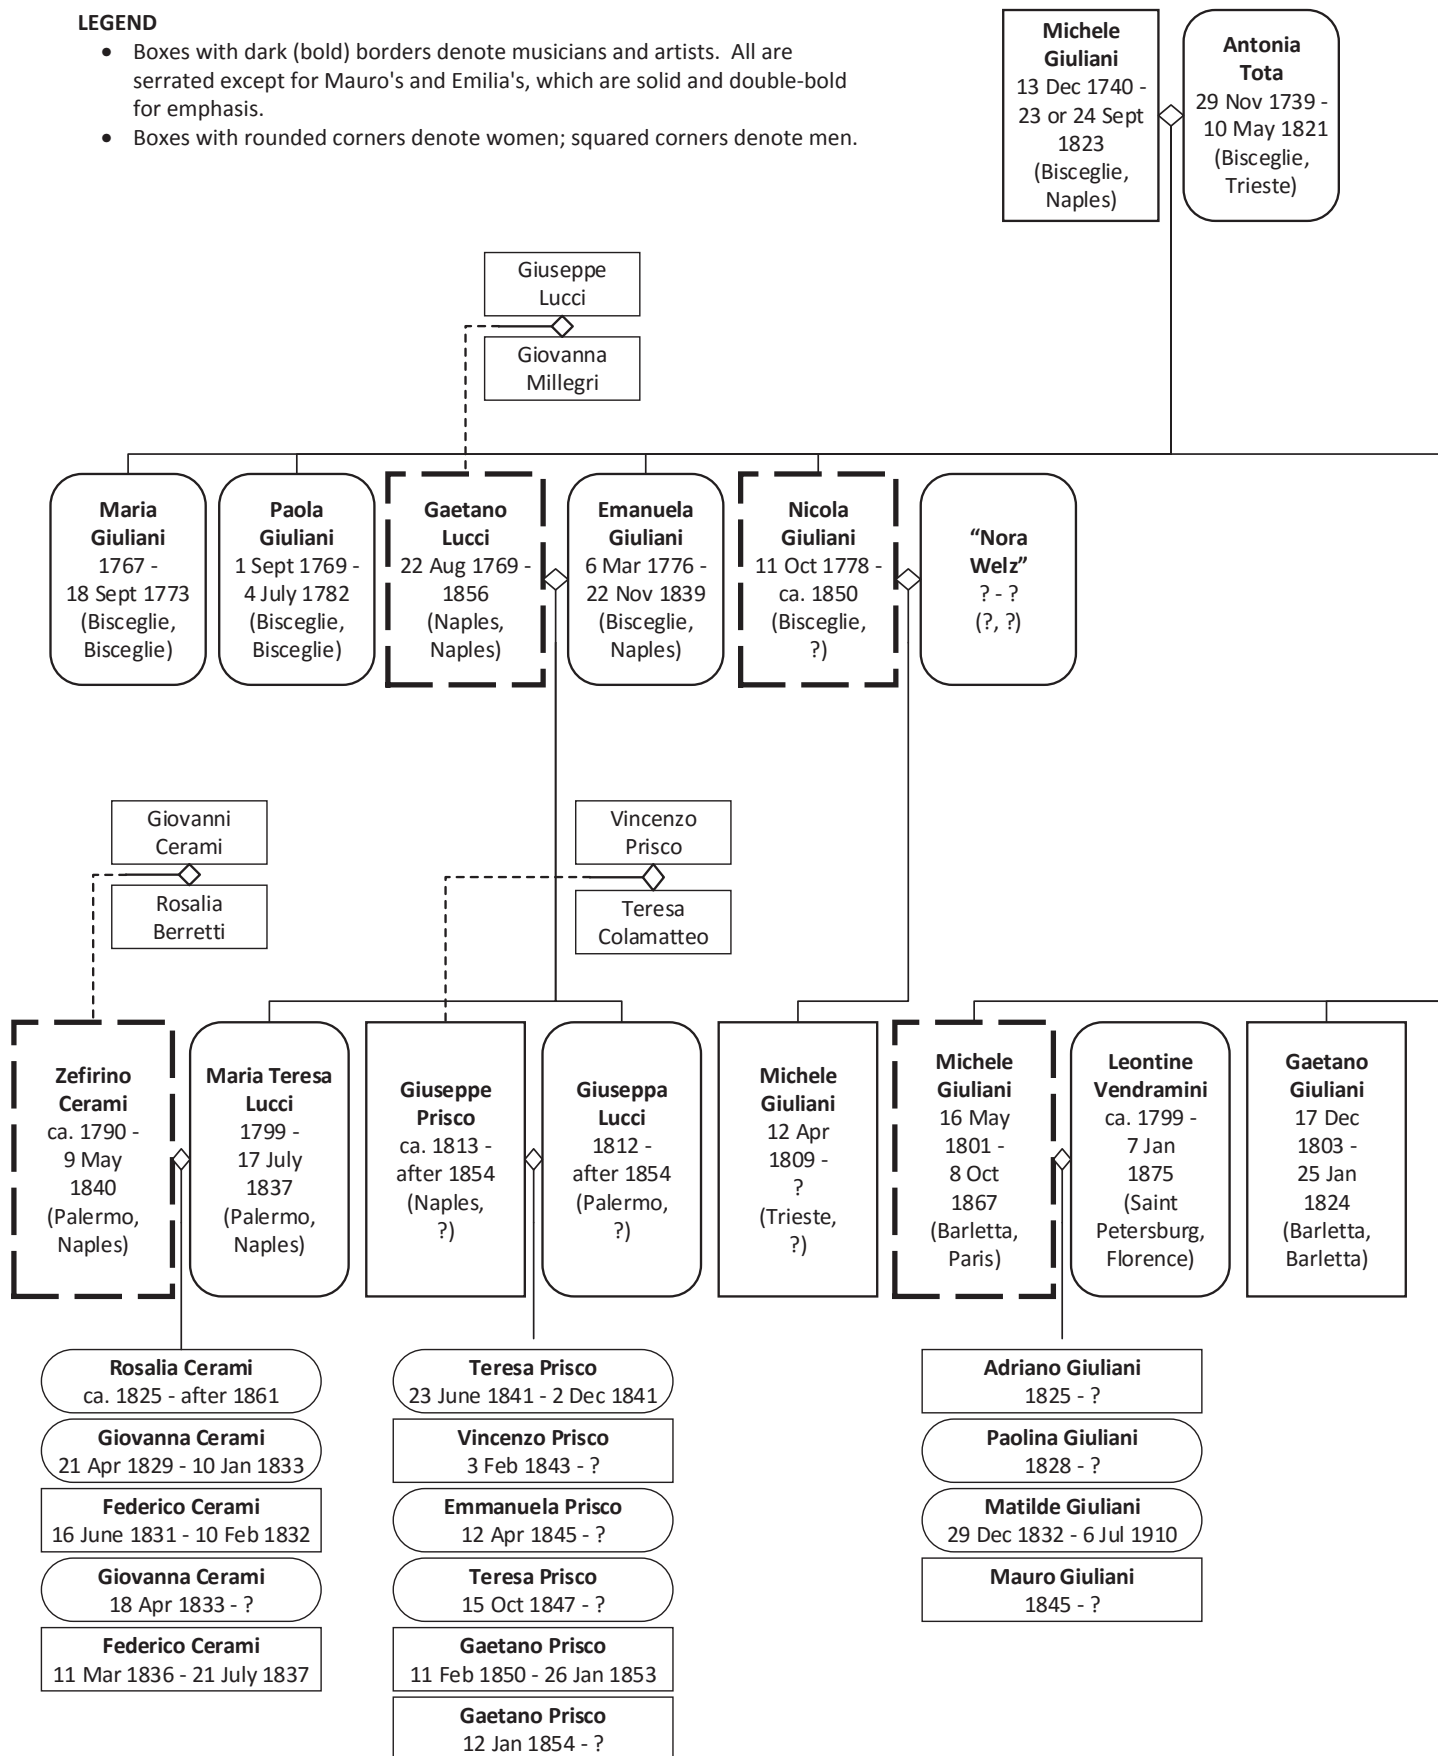 LEGEND
• Boxes with dark (bold) borders denote musicians and artists. All are
serrated except for Mauro's and Emilia's, which are solid and double-bold
for emphasis.
• Boxes with rounded corners denote women; squared corners denote men.
Michele
Giuliani
13 Dec 1740 -
23 or 24 Sept
1823
(Bisceglie,
Naples)
Antonia
Tota
29 Nov 1739 -
10 May 1821
(Bisceglie,
Trieste)
Giuseppe
Lucci
Giovanna
Millegri
Maria
Giuliani
1767 -
18 Sept 1773
(Bisceglie,
Bisceglie)
Paola
Giuliani
1 Sept 1769 -
4 July 1782
(Bisceglie,
Bisceglie)
Gaetano
Lucci
22 Aug 1769 -
1856
(Naples,
Naples)
Emanuela
Giuliani
6 Mar 1776 -
22 Nov 1839
(Bisceglie,
Naples)
Nicola
Giuliani
11 Oct 1778 -
ca. 1850
(Bisceglie,
?)
“Nora
Welz”
? - ?
(?, ?)
Giovanni
Cerami
Rosalia
Berretti
Vincenzo
Prisco
Teresa
Colamatteo
Zefirino
Cerami
ca. 1790 -
9 May
1840
(Palermo,
Naples)
Maria Teresa
Lucci
1799 -
17 July
1837
(Palermo,
Naples)
Giuseppe
Prisco
ca. 1813 -
after 1854
(Naples,
?)
Giuseppa
Lucci
1812 -
after 1854
(Palermo,
?)
Michele
Giuliani
12 Apr
1809 -
?
(Trieste,
?)
Michele
Giuliani
16 May
1801 -
8 Oct
1867
(Barletta,
Paris)
Leontine
Vendramini
ca. 1799 -
7 Jan
1875
(Saint
Petersburg,
Florence)
Gaetano
Giuliani
17 Dec
1803 -
25 Jan
1824
(Barletta,
Barletta)
Rosalia Cerami
ca. 1825 - after 1861
Giovanna Cerami
21 Apr 1829 - 10 Jan 1833
Federico Cerami
16 June 1831 - 10 Feb 1832
Giovanna Cerami
18 Apr 1833 - ?
Federico Cerami
11 Mar 1836 - 21 July 1837
Teresa Prisco
23 June 1841 - 2 Dec 1841
Vincenzo Prisco
3 Feb 1843 - ?
Emmanuela Prisco
12 Apr 1845 - ?
Teresa Prisco
15 Oct 1847 - ?
Gaetano Prisco
11 Feb 1850 - 26 Jan 1853
Gaetano Prisco
12 Jan 1854 - ?
Adriano Giuliani
1825 - ?
Paolina Giuliani
1828 - ?
Matilde Giuliani
29 Dec 1832 - 6 Jul 1910
Mauro Giuliani
1845 - ?